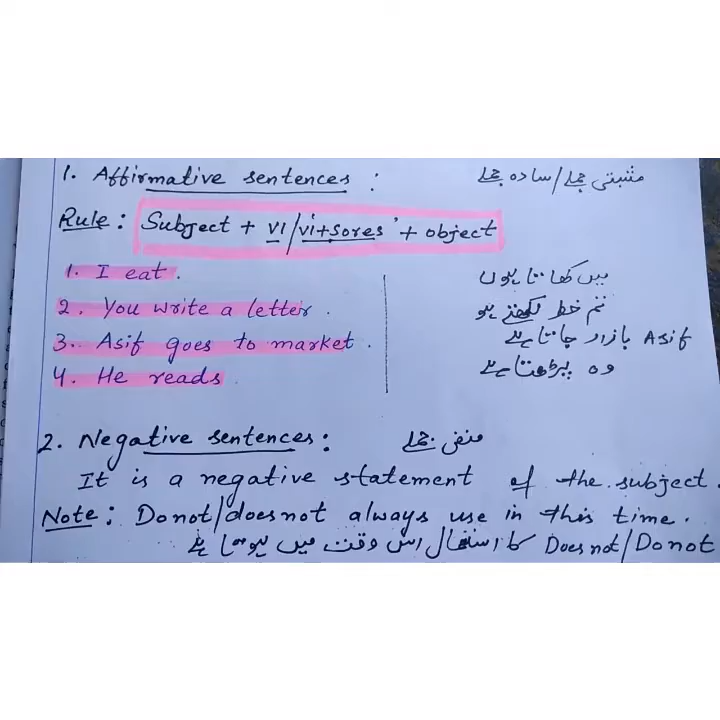 1. Affirmative sentences : مثبتی جملے/سادہ جملے
Rule : Subject + v1/v1+sores + object
1. I eat . میں کھاتا ہوں
2. You write a letter . تم خط لکھتے ہو
3. Asif goes to market . Asif بازار جاتا ہے
4. He reads وہ پڑھتا ہے
2. Negative sentences : منفی جملے
It is a negative statement of the subject.
Note : Donot/does not always use in this time.
Does not/Do not کا استعمال اس وقت میں ہوتا ہے